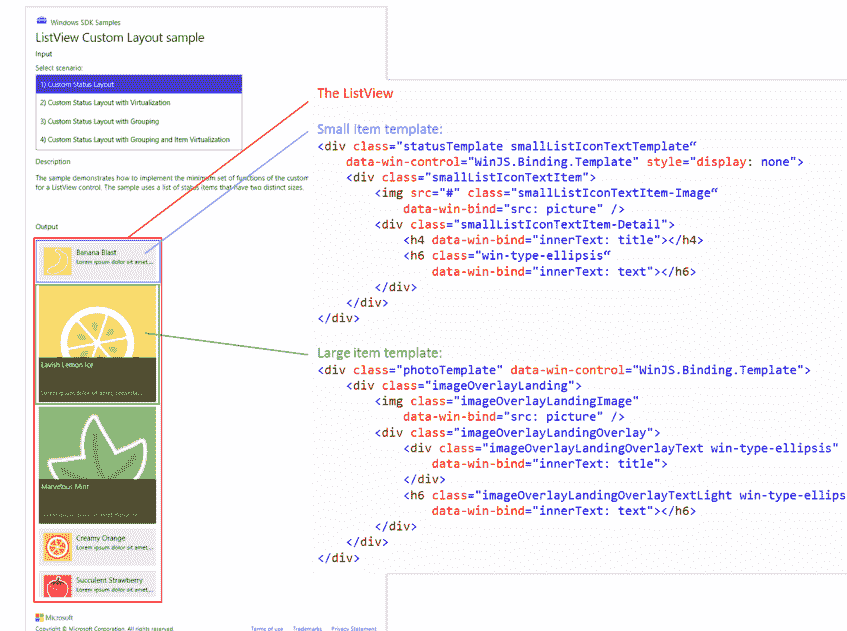 Windows SDK Samples
ListView Custom Layout sample
Input
Select scenario:
1) Custom Status Layout
2) Custom Status Layout with Virtualization
3) Custom Status Layout with Grouping
4) Custom Status Layout with Grouping and Item Virtualization
Description
The sample demonstrates how to implement the minimum set of functions of the custom
for a ListView control. The sample uses a list of status items that have two distinct sizes.
Output
Banana Blast
Lorem ipsum dolor sit amet...
Lavish Lemon Ice
Lorem ipsum dolor sit amet,
Marvelous Mint
Lorem ipsum dolor sit amet
Creamy Orange
Lorem ipsum dolor sit amet...
Succulent Strawberry
Lorem ipsum dolor sit amet...
Microsoft
Copyright © Microsoft Corporation. All rights reserved.
Terms of use Trademarks Privacy Statement
The ListView
Small item template:
<div class="statusTemplate smallListIconTextTemplate“
data-win-control="WinJS.Binding.Template" style="display: none">
<div class="smallListIconTextItem">
<img src="#" class="smallListIconTextItem-Image“
data-win-bind="src: picture" />
<div class="smallListIconTextItem-Detail">
<h4 data-win-bind="innerText: title"></h4>
<h6 class="win-type-ellipsis“
data-win-bind="innerText: text"></h6>
</div>
</div>
</div>
Large item template:
<div class="photoTemplate" data-win-control="WinJS.Binding.Template">
<div class="imageOverlayLanding">
<img class="imageOverlayLandingImage"
data-win-bind="src: picture" />
<div class="imageOverlayLandingOverlay">
<div class="imageOverlayLandingOverlayText win-type-ellipsis"
data-win-bind="innerText: title">
</div>
<h6 class="imageOverlayLandingOverlayTextLight win-type-ellips
data-win-bind="innerText: text"></h6>
</div>
</div>
</div>